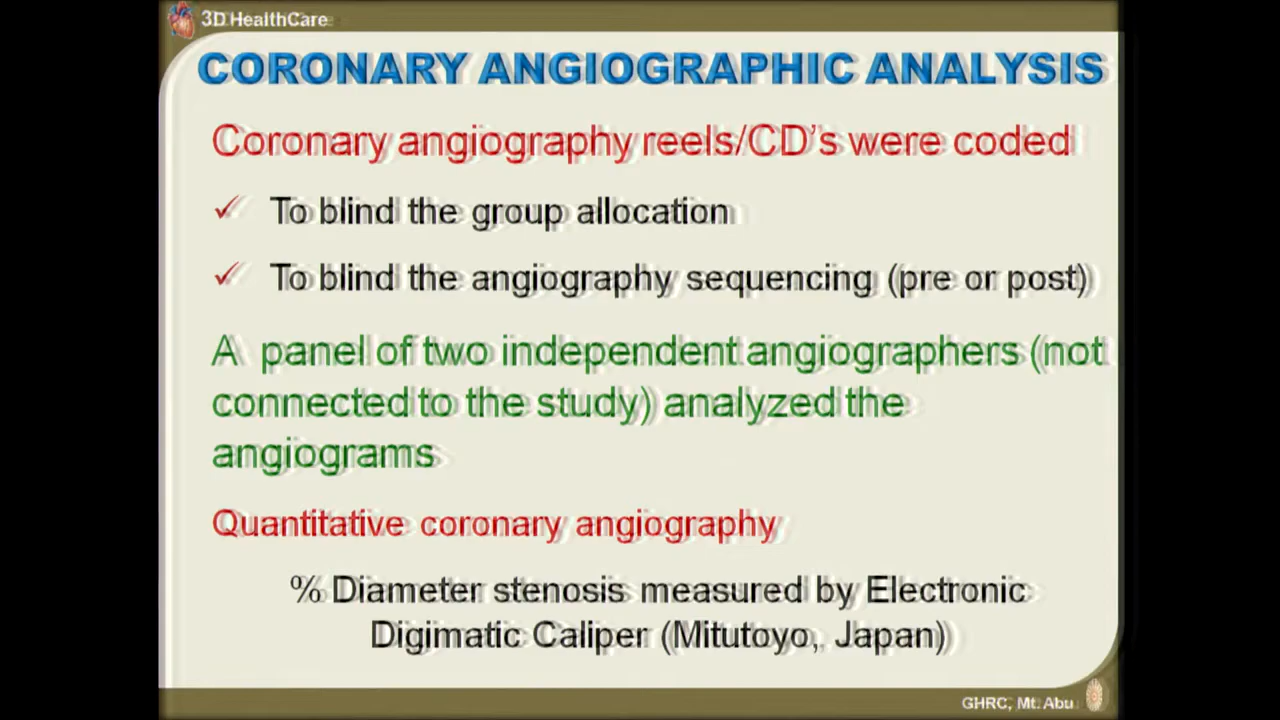 3D HealthCare
CORONARY ANGIOGRAPHIC ANALYSIS
Coronary angiography reels/CD's were coded
✓ To blind the group allocation
✓ To blind the angiography sequencing (pre or post)
A panel of two independent angiographers (not
connected to the study) analyzed the
angiograms
Quantitative coronary angiography
% Diameter stenosis measured by Electronic
Digimatic Caliper (Mitutoyo, Japan)
GHRC, Mt. Abu